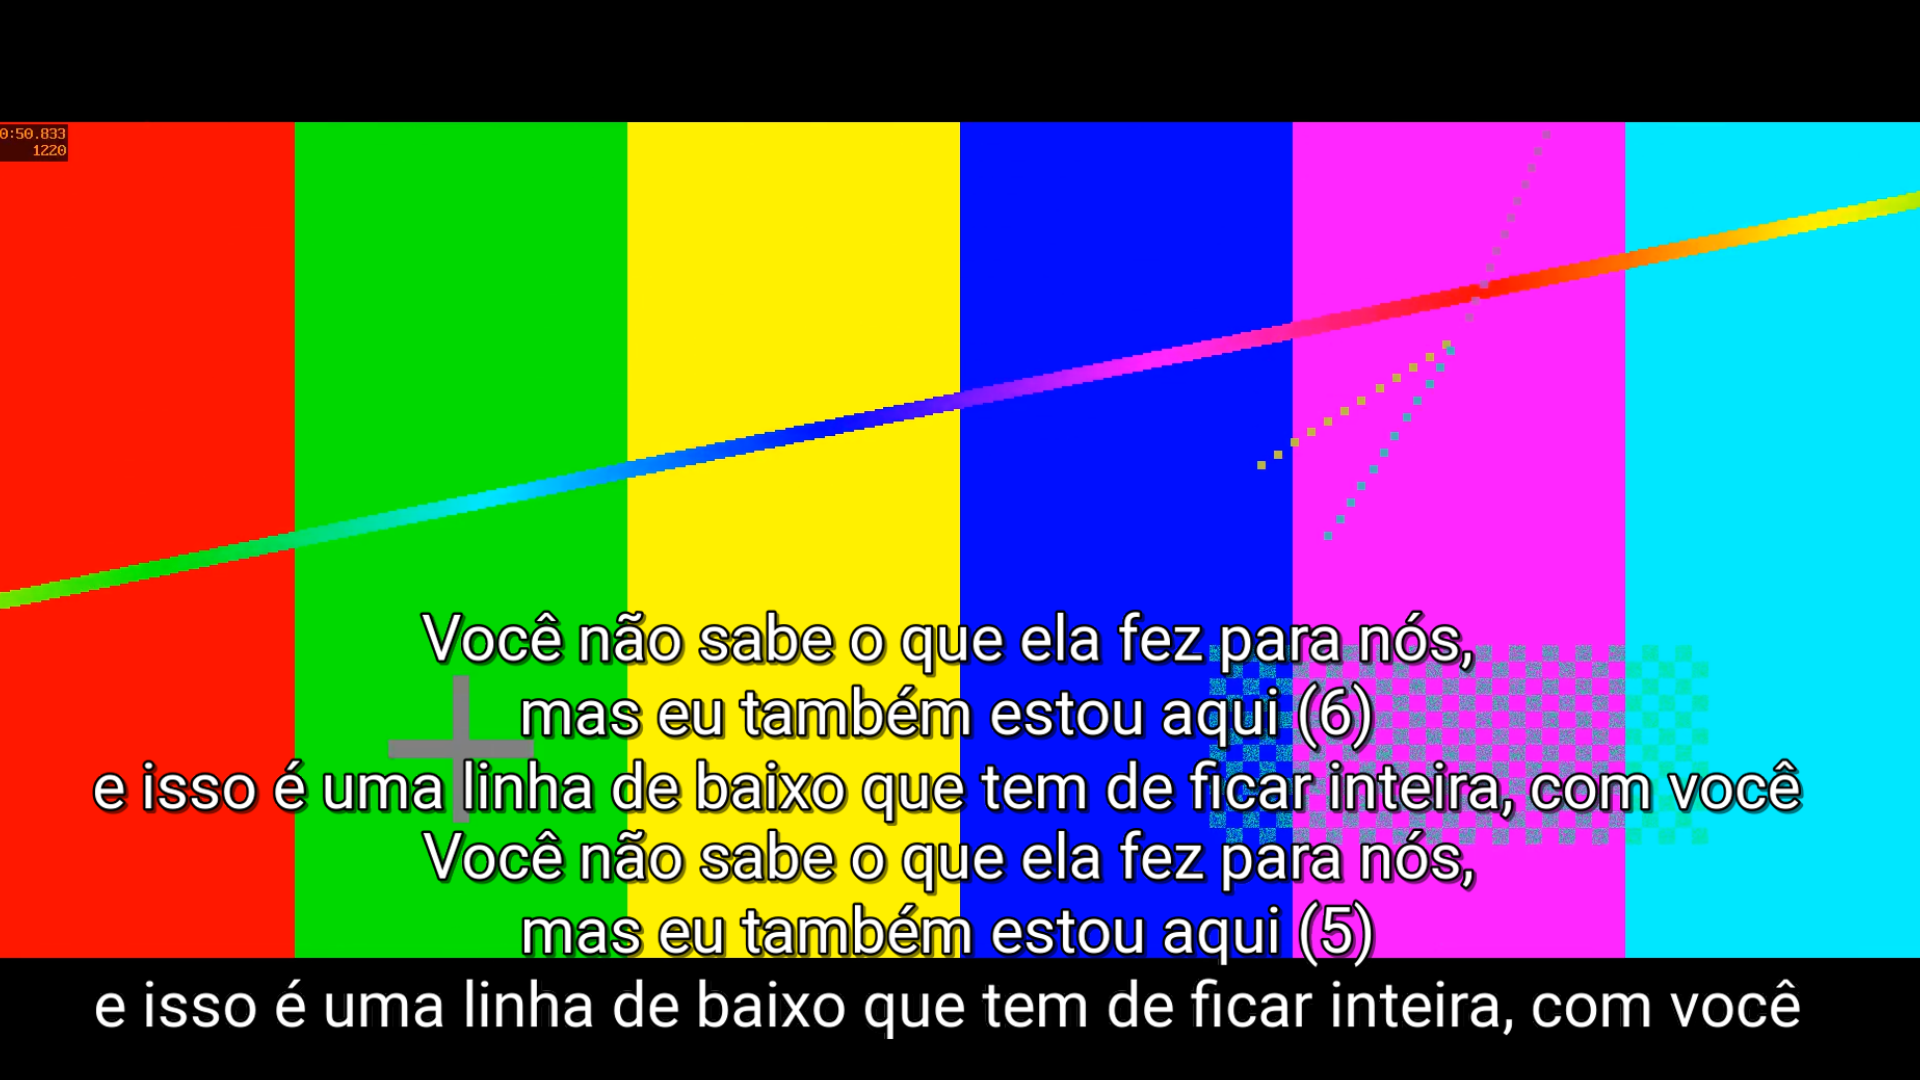 0:50.833
1220
Você não sabe o que ela fez para nós,
mas eu também estou aqui (6)
e isso é uma linha de baixo que tem de ficar inteira, com você
Você não sabe o que ela fez para nós,
mas eu também estou aqui (5)
e isso é uma linha de baixo que tem de ficar inteira, com você